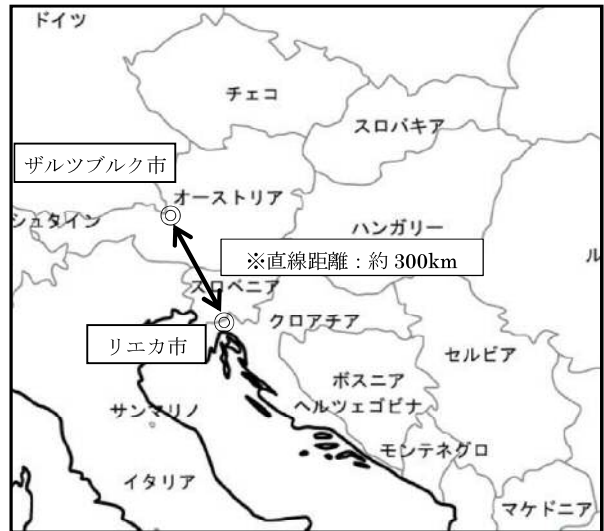 ドイツ
チェコ
スロバキア
ザルツブルク市
オーストリア
シュタイン
ハンガリー
ル
※直線距離：約 300km
スロベニア
クロアチア
リエカ市
セルビア
ボスニア
ヘルツェゴビナ
サンマリノ
モンテネグロ
イタリア
マケドニア